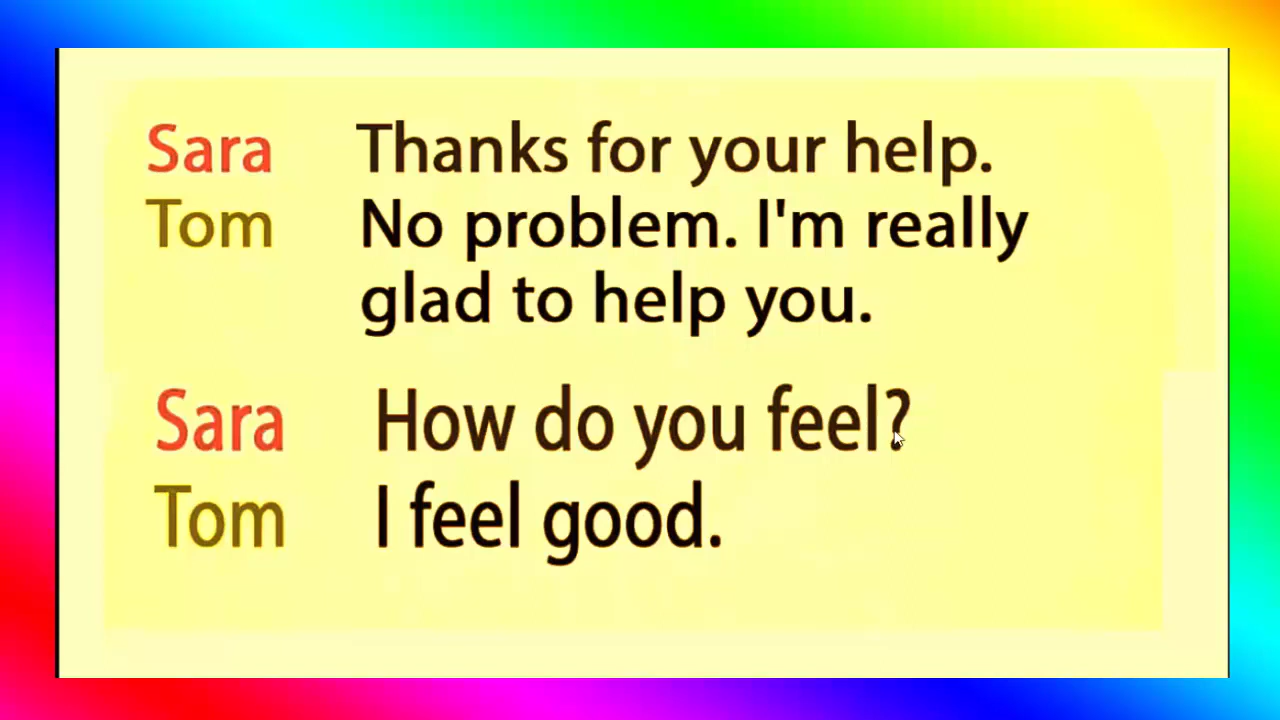 Sara Thanks for your help.
Tom No problem. I'm really
glad to help you.
Sara How do you feel?
Tom I feel good.